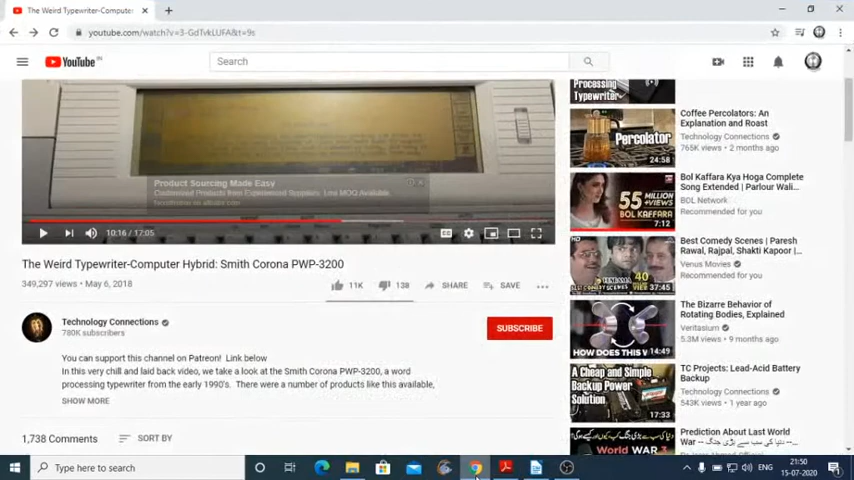 The Weird Typewriter-Computer
youtube.com/watch?v=3-GdTvkLUFA&t=9s
YouTube IN
Search
Product Sourcing Made Easy
Customized Products from Experienced Suppliers. Low MOQ Available.
10:16 / 17:05
The Weird Typewriter-Computer Hybrid: Smith Corona PWP-3200
349,297 views • May 6, 2018
11K
138
SHARE
SAVE
Technology Connections
780K subscribers
SUBSCRIBE
You can support this channel on Patreon! Link below
In this very chill and laid back video, we take a look at the Smith Corona PWP-3200, a word
processing typewriter from the early 1990's. There were a number of products like this available,
SHOW MORE
1,738 Comments
SORT BY
Processing
Typewriter
Percolator
24:58
Coffee Percolators: An
Explanation and Roast
Technology Connections
765K views • 2 months ago
55 MILLION+
VIEWS
BOL KAFFARA
7:12
Bol Kaffara Kya Hoga Complete
Song Extended | Parlour Wali...
BDL Network
Recommended for you
HD
40
37:45
Best Comedy Scenes | Paresh
Rawal, Rajpal, Shakti Kapoor |...
Venus Movies
Recommended for you
HOW DOES THIS W
14:49
The Bizarre Behavior of
Rotating Bodies, Explained
Veritasium
5.3M views • 9 months ago
A Cheap and Simple
Backup Power
Solution
17:33
TC Projects: Lead-Acid Battery
Backup
Technology Connections
543K views • 1 year ago
World WAR 3
Prediction About Last World
War
Type here to search
ENG
21:50
15-07-2020